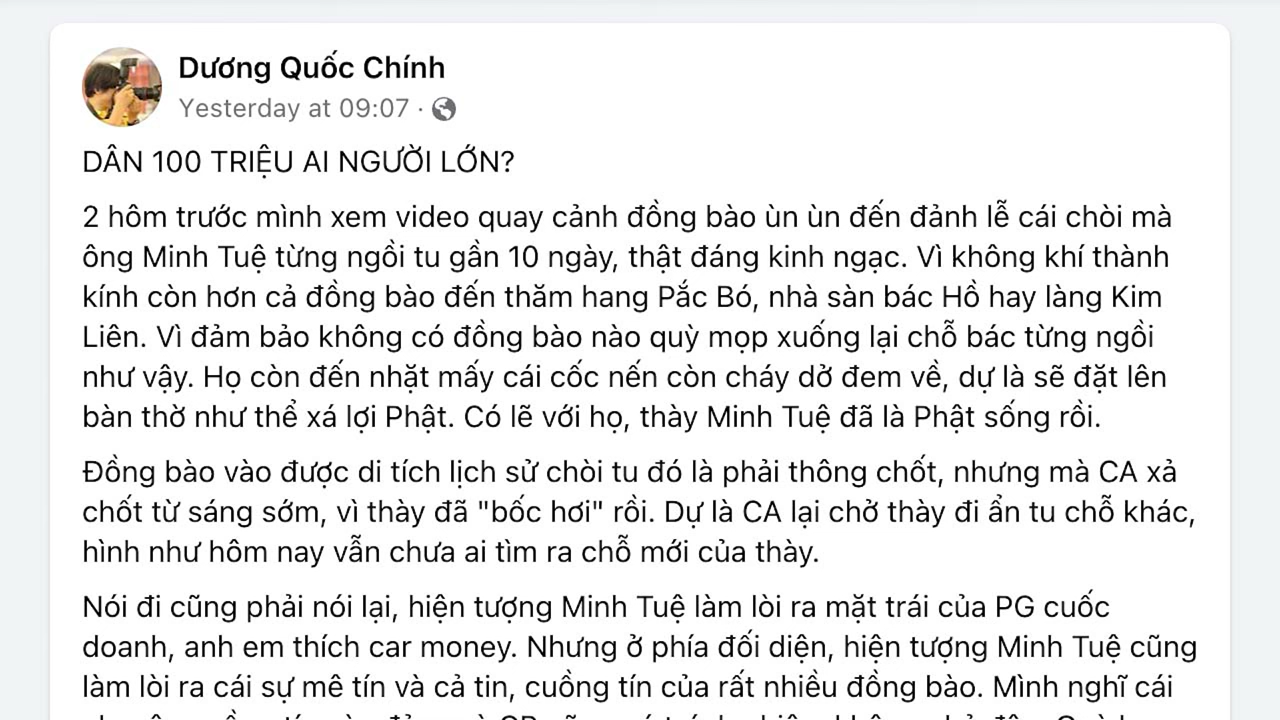 Dương Quốc Chính
Yesterday at 09:07 ·
DÂN 100 TRIỆU AI NGƯỜI LỚN?
2 hôm trước mình xem video quay cảnh đồng bào ùn ùn đến đảnh lễ cái chòi mà
ông Minh Tuệ từng ngồi tu gần 10 ngày, thật đáng kinh ngạc. Vì không khí thành
kính còn hơn cả đồng bào đến thăm hang Pắc Bó, nhà sàn bác Hồ hay làng Kim
Liên. Vì đảm bảo không có đồng bào nào quỳ mọp xuống lại chỗ bác từng ngồi
như vậy. Họ còn đến nhặt mấy cái cốc nến còn cháy dở đem về, dự là sẽ đặt lên
bàn thờ như thể xá lợi Phật. Có lẽ với họ, thày Minh Tuệ đã là Phật sống rồi.
Đồng bào vào được di tích lịch sử chòi tu đó là phải thông chốt, nhưng mà CA xả
chốt từ sáng sớm, vì thày đã "bốc hơi" rồi. Dự là CA lại chở thày đi ẩn tu chỗ khác,
hình như hôm nay vẫn chưa ai tìm ra chỗ mới của thày.
Nói đi cũng phải nói lại, hiện tượng Minh Tuệ làm lòi ra mặt trái của PG cuốc
doanh, anh em thích car money. Nhưng ở phía đối diện, hiện tượng Minh Tuệ cũng
làm lòi ra cái sự mê tín và cả tin, cuồng tín của rất nhiều đồng bào. Mình nghĩ cái